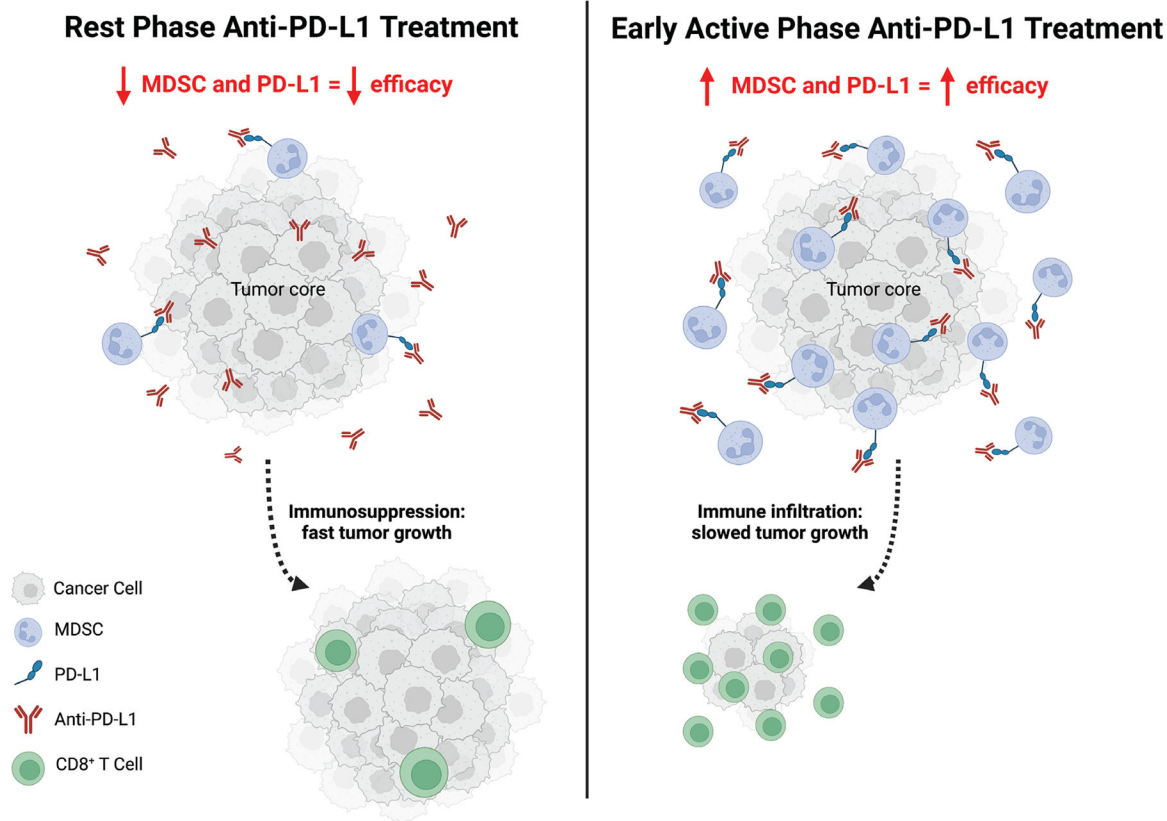 Rest Phase Anti-PD-L1 Treatment
↓ MDSC and PD-L1 = ↓ efficacy
Tumor core
Immunosuppression:
fast tumor growth
Cancer Cell
MDSC
PD-L1
Anti-PD-L1
CD8⁺ T Cell
Early Active Phase Anti-PD-L1 Treatment
↑ MDSC and PD-L1 = ↑ efficacy
Tumor core
Immune infiltration:
slowed tumor growth